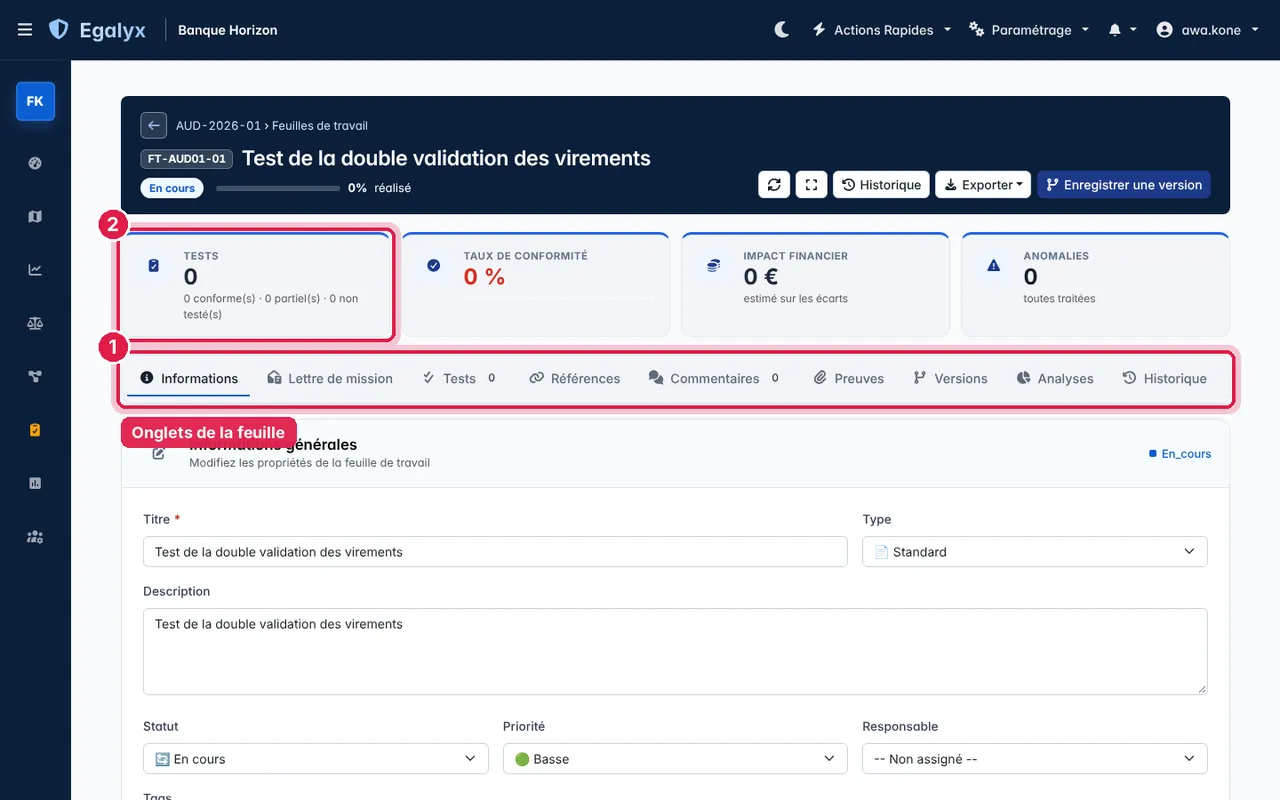 Egalyx
Banque Horizon
Actions Rapides
Paramétrage
awa.kone
FK
AUD-2026-01 › Feuilles de travail
FT-AUD01-01
Test de la double validation des virements
En cours
0% réalisé
Historique
Exporter
Enregistrer une version
2
TESTS
0
0 conforme(s) · 0 partiel(s) · 0 non
testé(s)
TAUX DE CONFORMITÉ
0 %
IMPACT FINANCIER
0 €
estimé sur les écarts
ANOMALIES
0
toutes traitées
1
Informations
Lettre de mission
Tests 0
Références
Commentaires 0
Preuves
Versions
Analyses
Historique
Onglets de la feuille
Informations générales
Modifiez les propriétés de la feuille de travail
En_cours
Titre *
Test de la double validation des virements
Type
Standard
Description
Test de la double validation des virements
Statut
En cours
Priorité
Basse
Responsable
-- Non assigné --
Tags